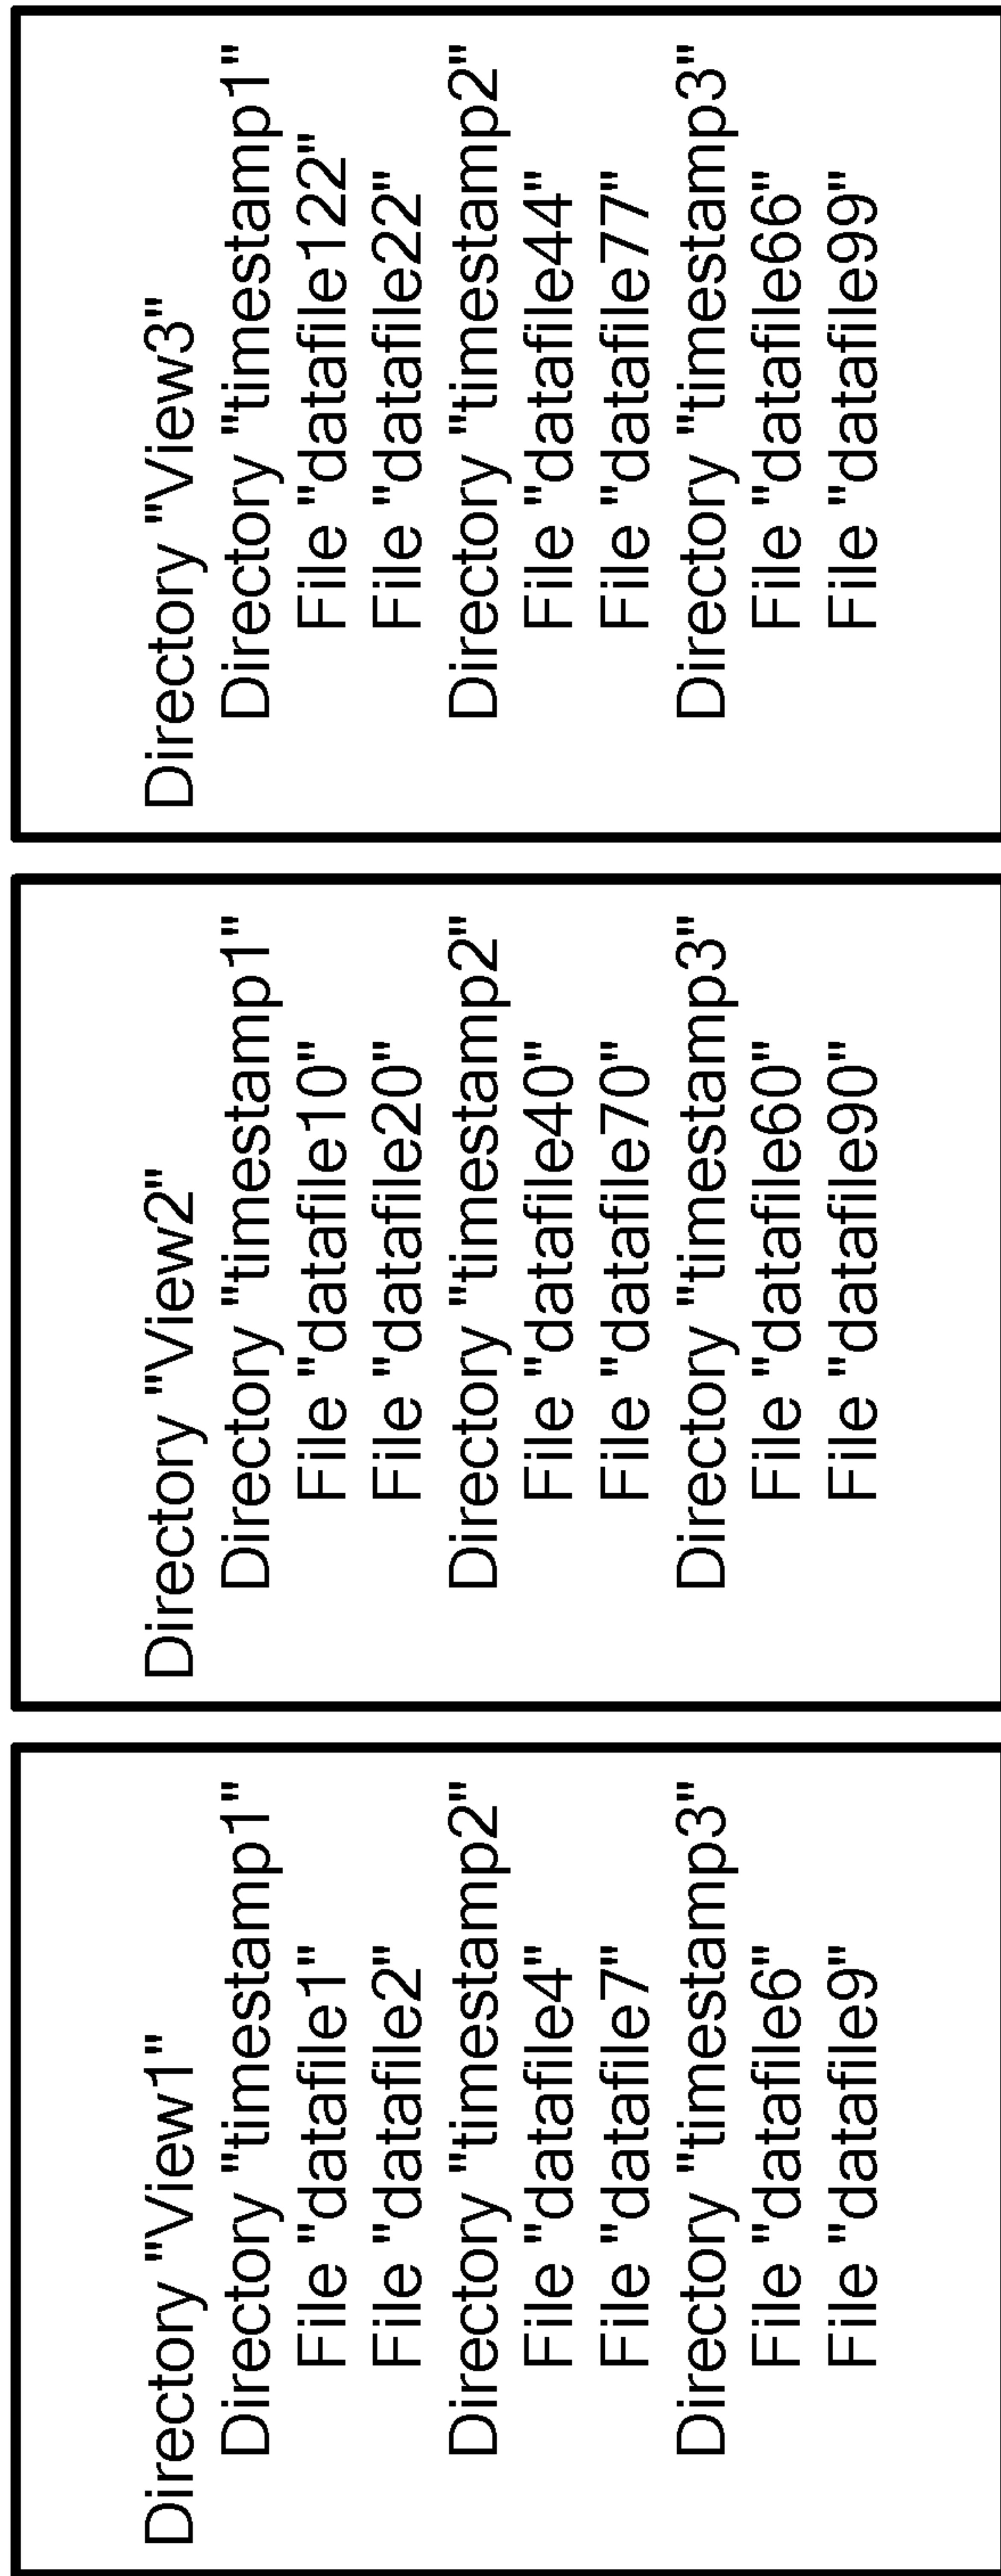 Directory "View1"
Directory "timestamp1"
File "datafile1"
File "datafile2"
Directory "timestamp2"
File "datafile4"
File "datafile7"
Directory "timestamp3"
File "datafile6"
File "datafile9"
Directory "View2"
Directory "timestamp1"
File "datafile10"
File "datafile20"
Directory "timestamp2"
File "datafile40"
File "datafile70"
Directory "timestamp3"
File "datafile60"
File "datafile90"
Directory "View3"
Directory "timestamp1"
File "datafile122"
File "datafile22"
Directory "timestamp2"
File "datafile44"
File "datafile77"
Directory "timestamp3"
File "datafile66"
File "datafile99"